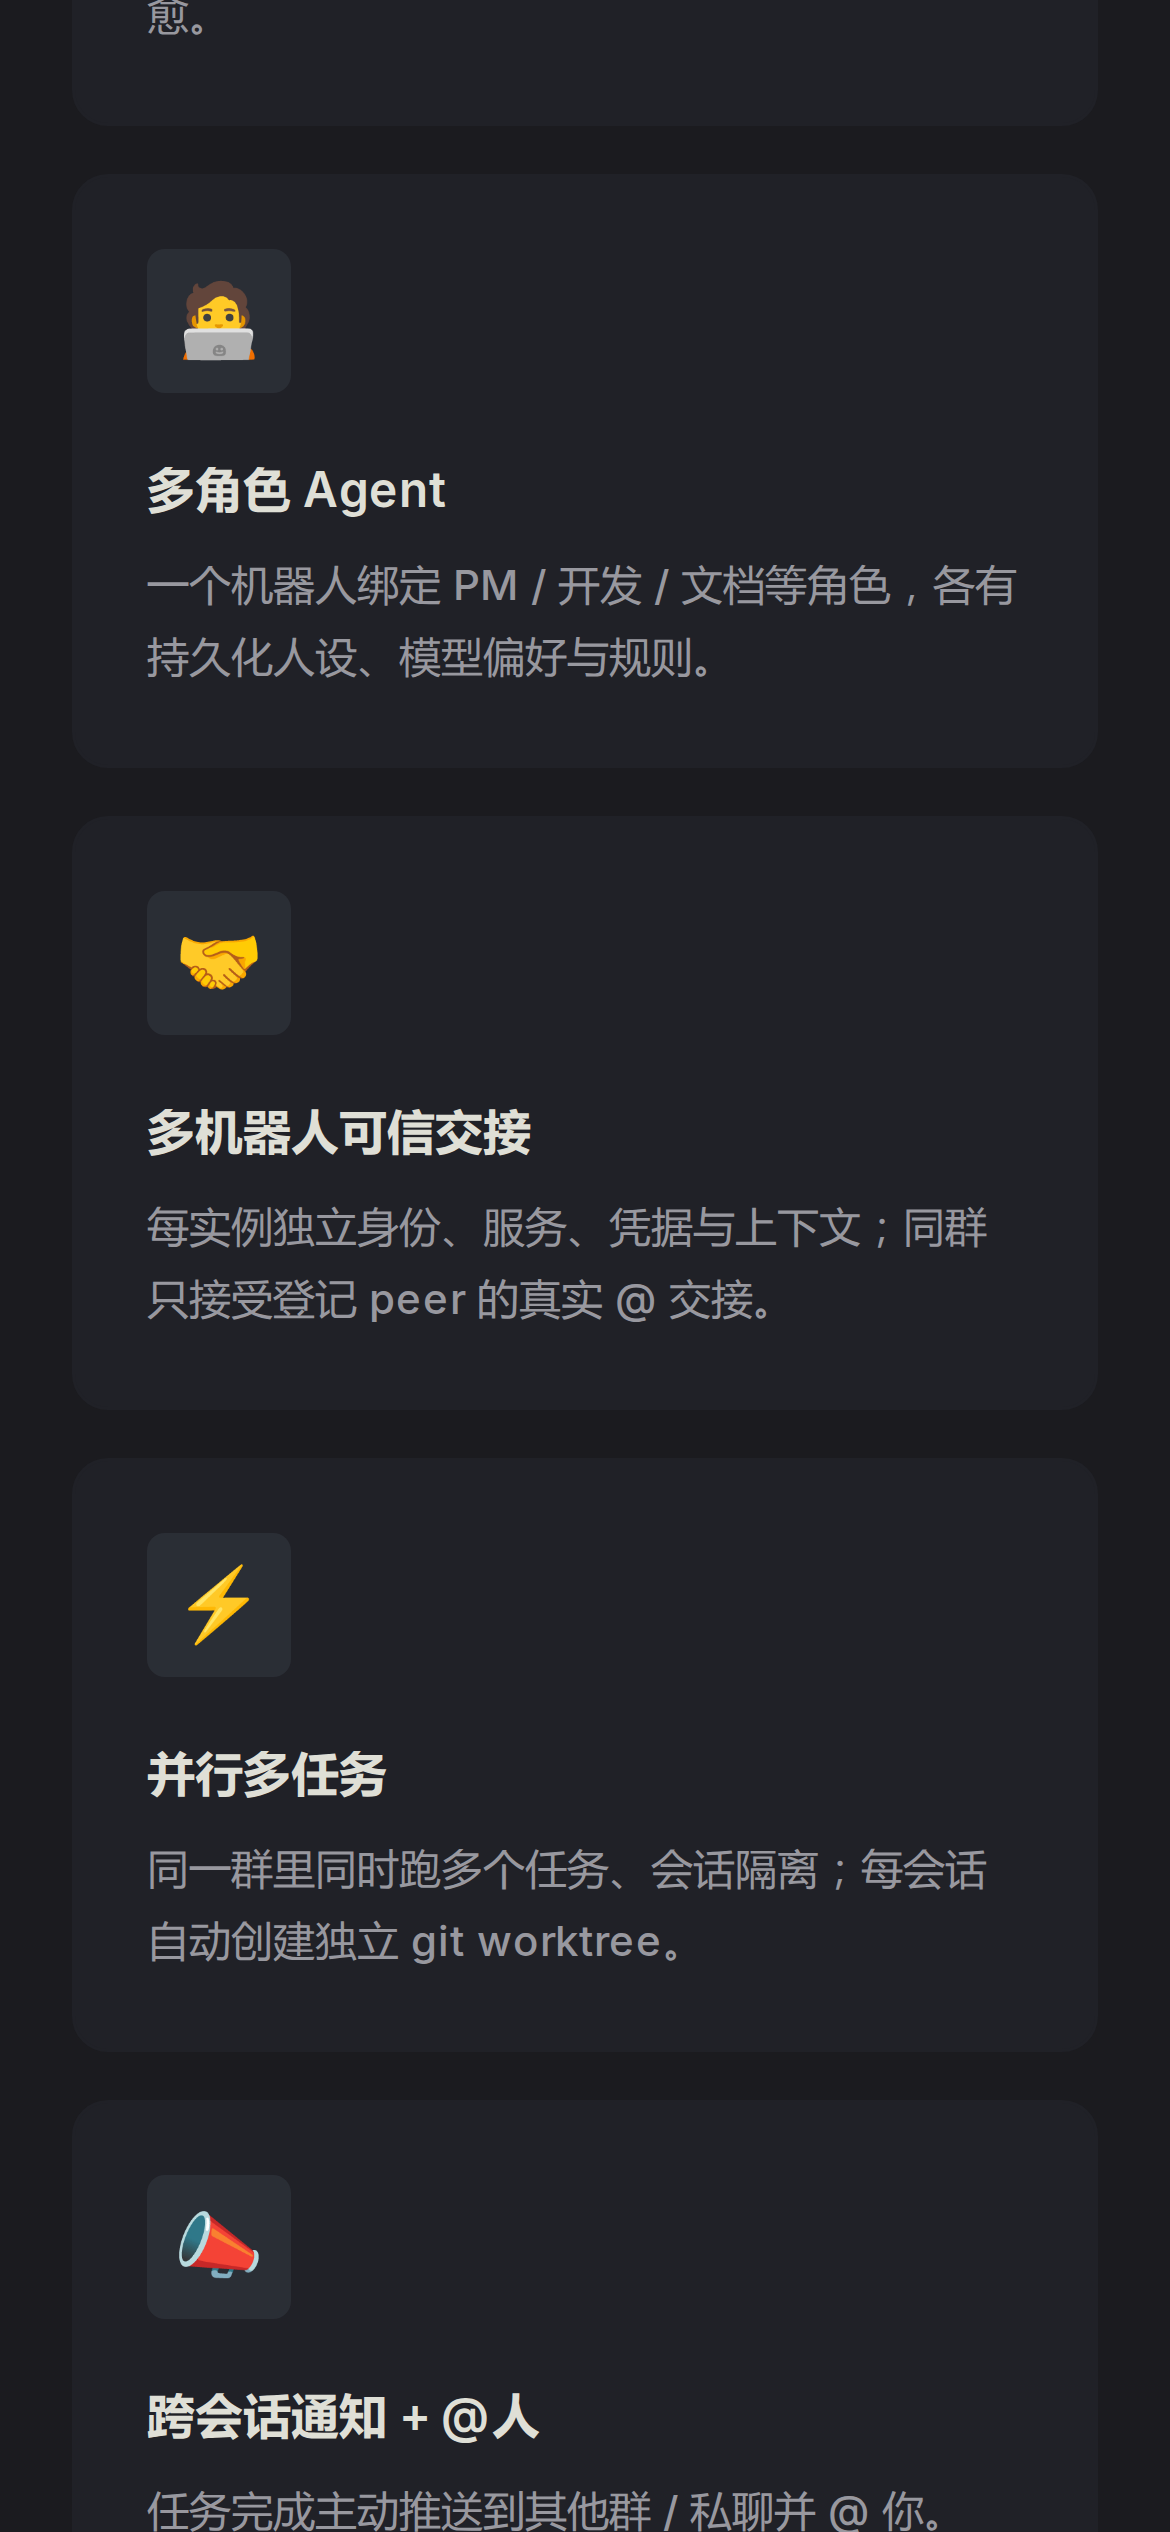 愈。
多角色 Agent
一个机器人绑定 PM / 开发 / 文档等角色，各有
持久化人设、模型偏好与规则。
多机器人可信交接
每实例独立身份、服务、凭据与上下文；同群
只接受登记 peer 的真实 @ 交接。
并行多任务
同一群里同时跑多个任务、会话隔离；每会话
自动创建独立 git worktree。
跨会话通知 + @人
任务完成主动推送到其他群 / 私聊并 @ 你。